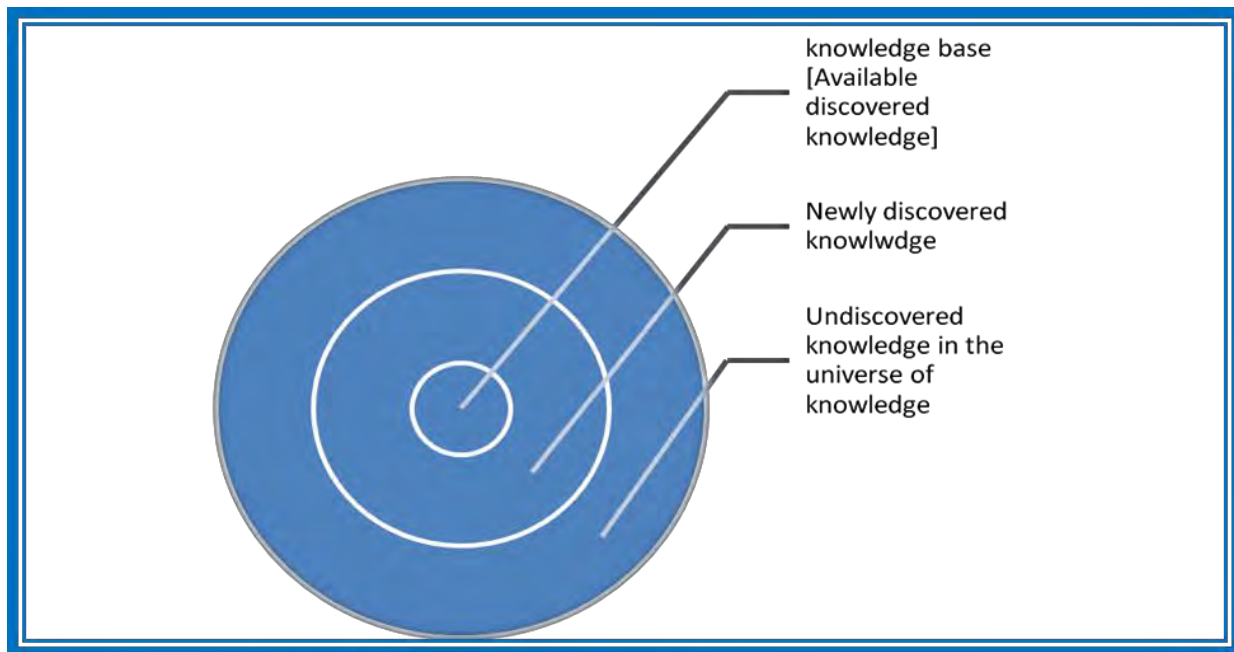 knowledge base
[Available
discovered
knowledge]
Newly discovered
knowlwdge
Undiscovered
knowledge in the
universe of
knowledge